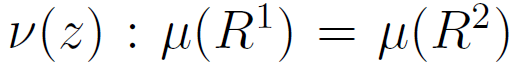 ν(z) : μ(R¹) = μ(R²)